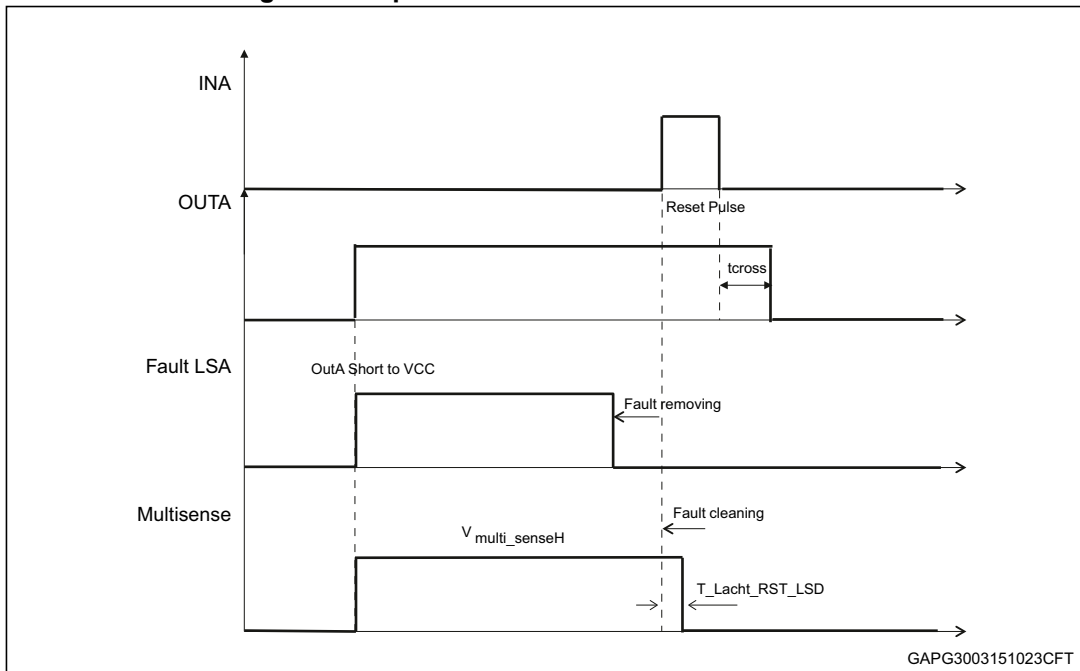 INA
OUTA
Reset Pulse
tcross
Fault LSA
OutA Short to VCC
Fault removing
Multisense
Fault cleaning
V multi_senseH
T_Lacht_RST_LSD
GAPG3003151023CFT